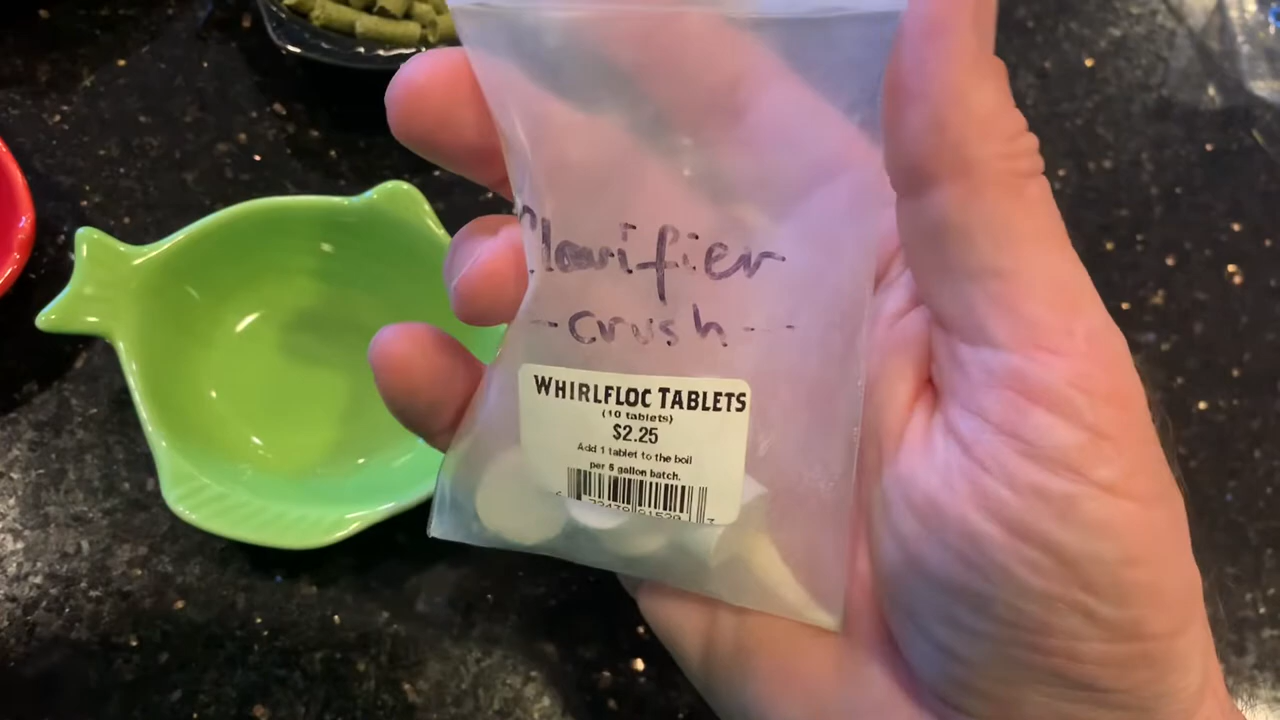 Clarifier
-crush--
WHIRLFLOC TABLETS
(10 tablets)
$2.25
Add 1 tablet to the boil
per 5 gallon batch.